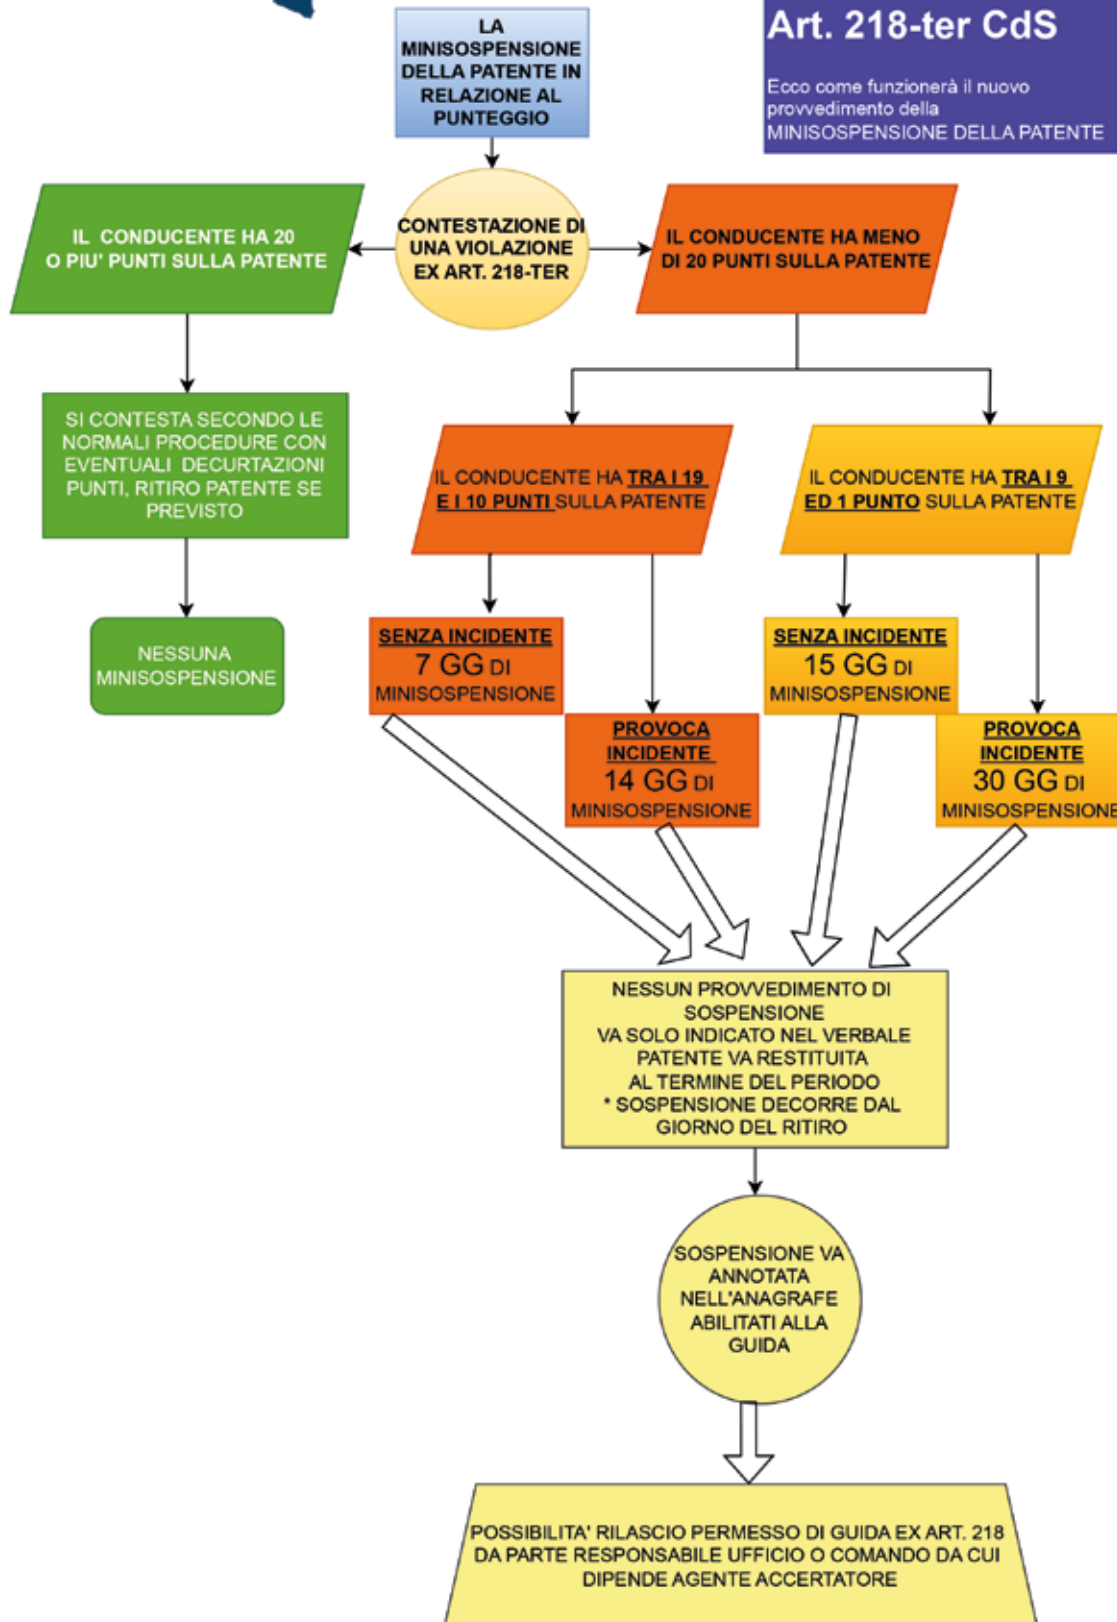 LA
MINISOSPENSIONE
DELLA PATENTE IN
RELAZIONE AL
PUNTEGGIO
Art. 218-ter CdS
Ecco come funzionerà il nuovo
provvedimento della
MINISOSPENSIONE DELLA PATENTE
IL CONDUCENTE HA 20
O PIU' PUNTI SULLA PATENTE
CONTESTAZIONE DI
UNA VIOLAZIONE
EX ART. 218-TER
IL CONDUCENTE HA MENO
DI 20 PUNTI SULLA PATENTE
SI CONTESTA SECONDO LE
NORMALI PROCEDURE CON
EVENTUALI DECURTAZIONI
PUNTI, RITIRO PATENTE SE
PREVISTO
NESSUNA
MINISOSPENSIONE
IL CONDUCENTE HA TRA I 19
E I 10 PUNTI SULLA PATENTE
IL CONDUCENTE HA TRA I 9
ED 1 PUNTO SULLA PATENTE
SENZA INCIDENTE
7 GG DI
MINISOSPENSIONE
PROVOCA
INCIDENTE
14 GG DI
MINISOSPENSIONE
SENZA INCIDENTE
15 GG DI
MINISOSPENSIONE
PROVOCA
INCIDENTE
30 GG DI
MINISOSPENSIONE
NESSUN PROVVEDIMENTO DI
SOSPENSIONE
VA SOLO INDICATO NEL VERBALE
PATENTE VA RESTITUITA
AL TERMINE DEL PERIODO
* SOSPENSIONE DECORRE DAL
GIORNO DEL RITIRO
SOSPENSIONE VA
ANNOTATA
NELL'ANAGRAFE
ABILITATI ALLA
GUIDA
POSSIBILITA' RILASCIO PERMESSO DI GUIDA EX ART. 218
DA PARTE RESPONSABILE UFFICIO O COMANDO DA CUI
DIPENDE AGENTE ACCERTATORE